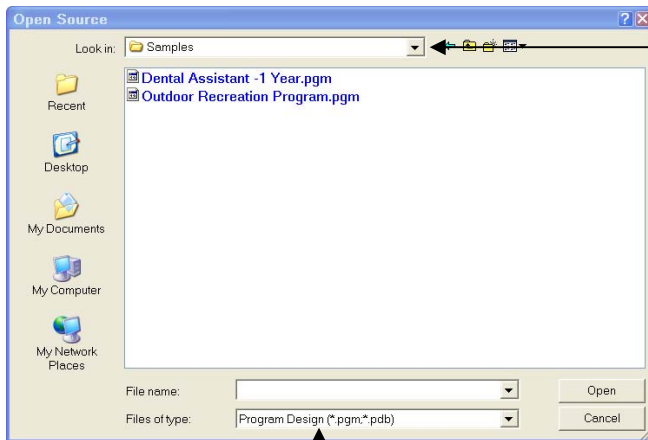 Open Source
Look in:
Samples
Dental Assistant -1 Year.pgm
Outdoor Recreation Program.pgm
Recent
Desktop
My Documents
My Computer
My Network
Places
File name:
Open
Files of type:
Program Design (*.pgm;*.pdb)
Cancel